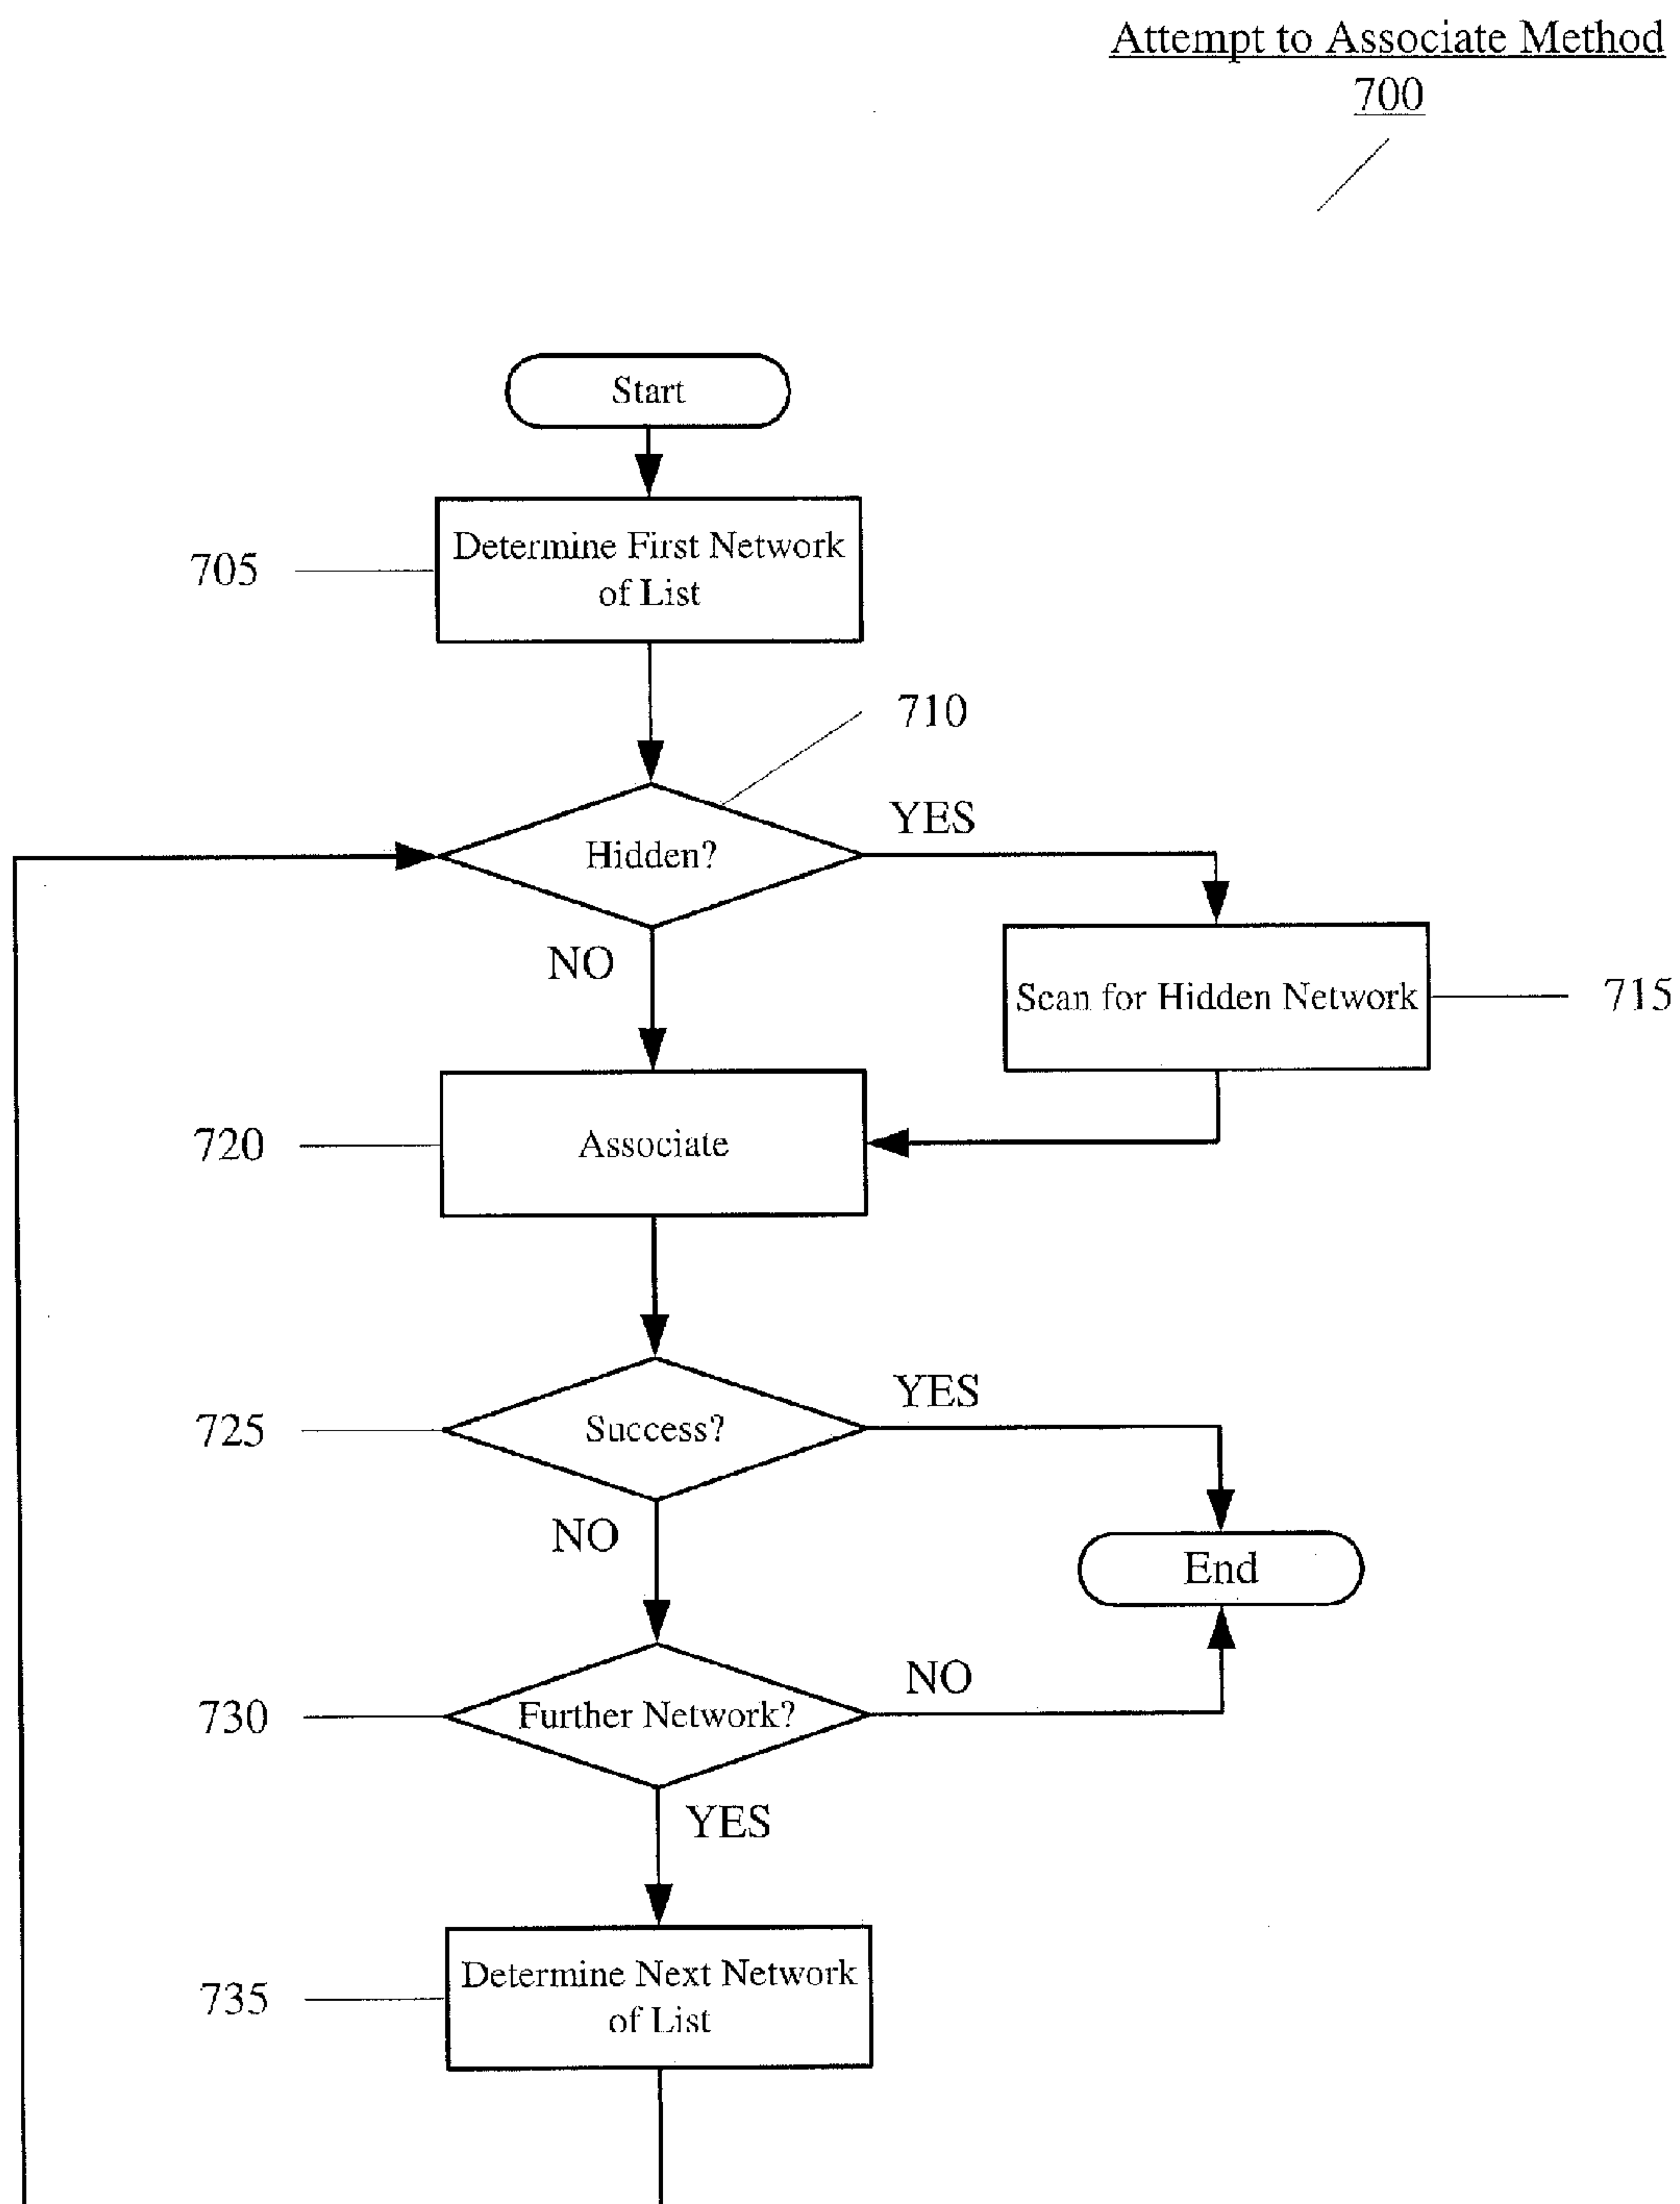 Attempt to Associate Method
700
Start
705
Determine First Network
of List
710
Hidden?
YES
NO
Scan for Hidden Network
715
720
Associate
725
Success?
YES
NO
End
730
Further Network?
NO
YES
735
Determine Next Network
of List